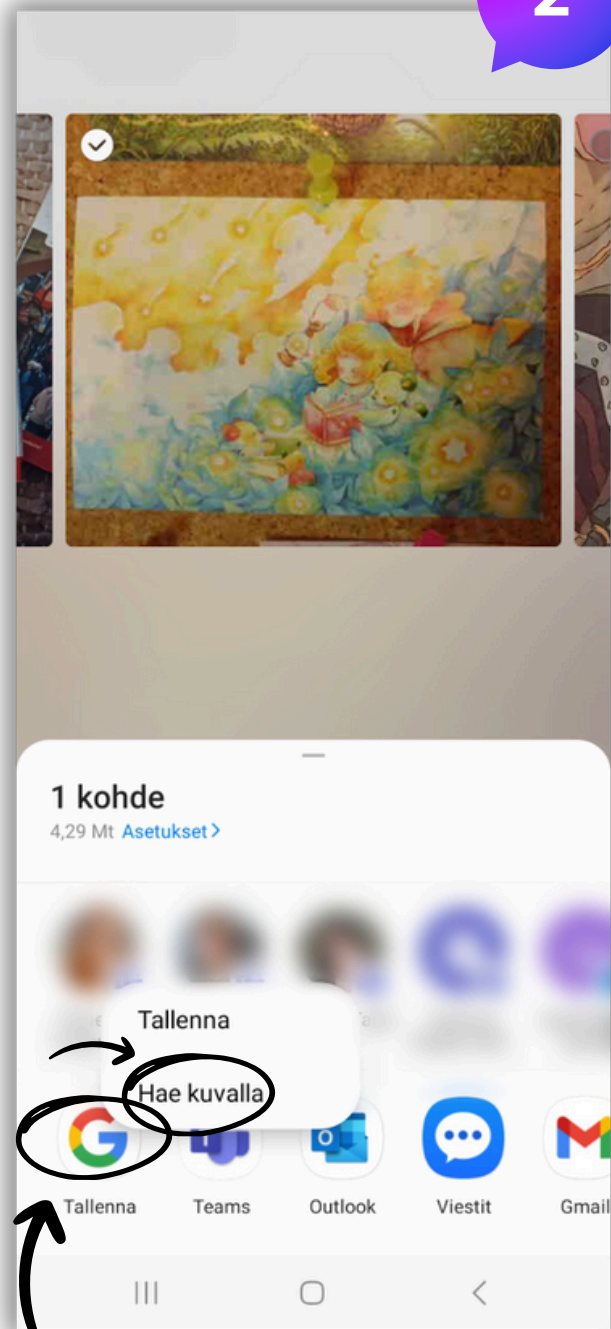 2
1 kohde
4,29 Mt Asetukset >
Tallenna
Hae kuvalla
Tallenna Teams Outlook Viestit Gmail